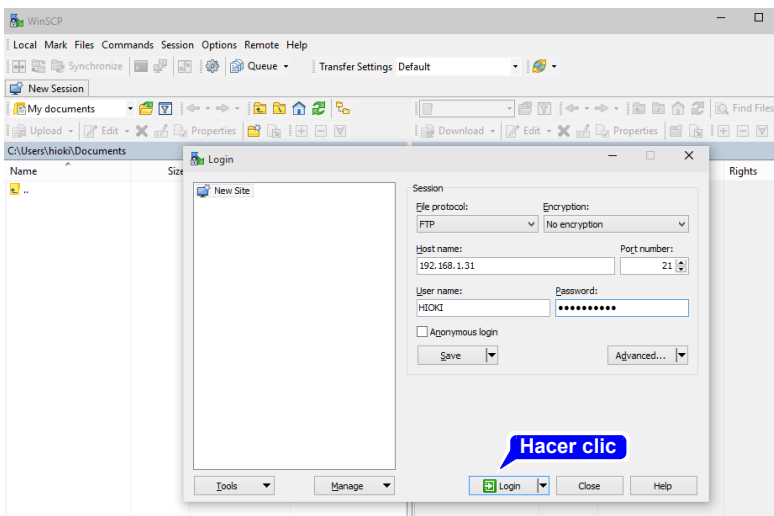 WinSCP
Local Mark Files Commands Session Options Remote Help
Synchronize Queue Transfer Settings Default
New Session
My documents Find Files
Upload Edit Properties Download Edit Properties
C:\Users\hioki\Documents
Name Size Rights
..
Login
New Site
Session
File protocol: Encryption:
FTP No encryption
Host name: Port number:
192.168.1.31 21
User name: Password:
HIOKI ••••••••••
Anonymous login
Save Advanced...
Hacer clic
Tools Manage Login Close Help